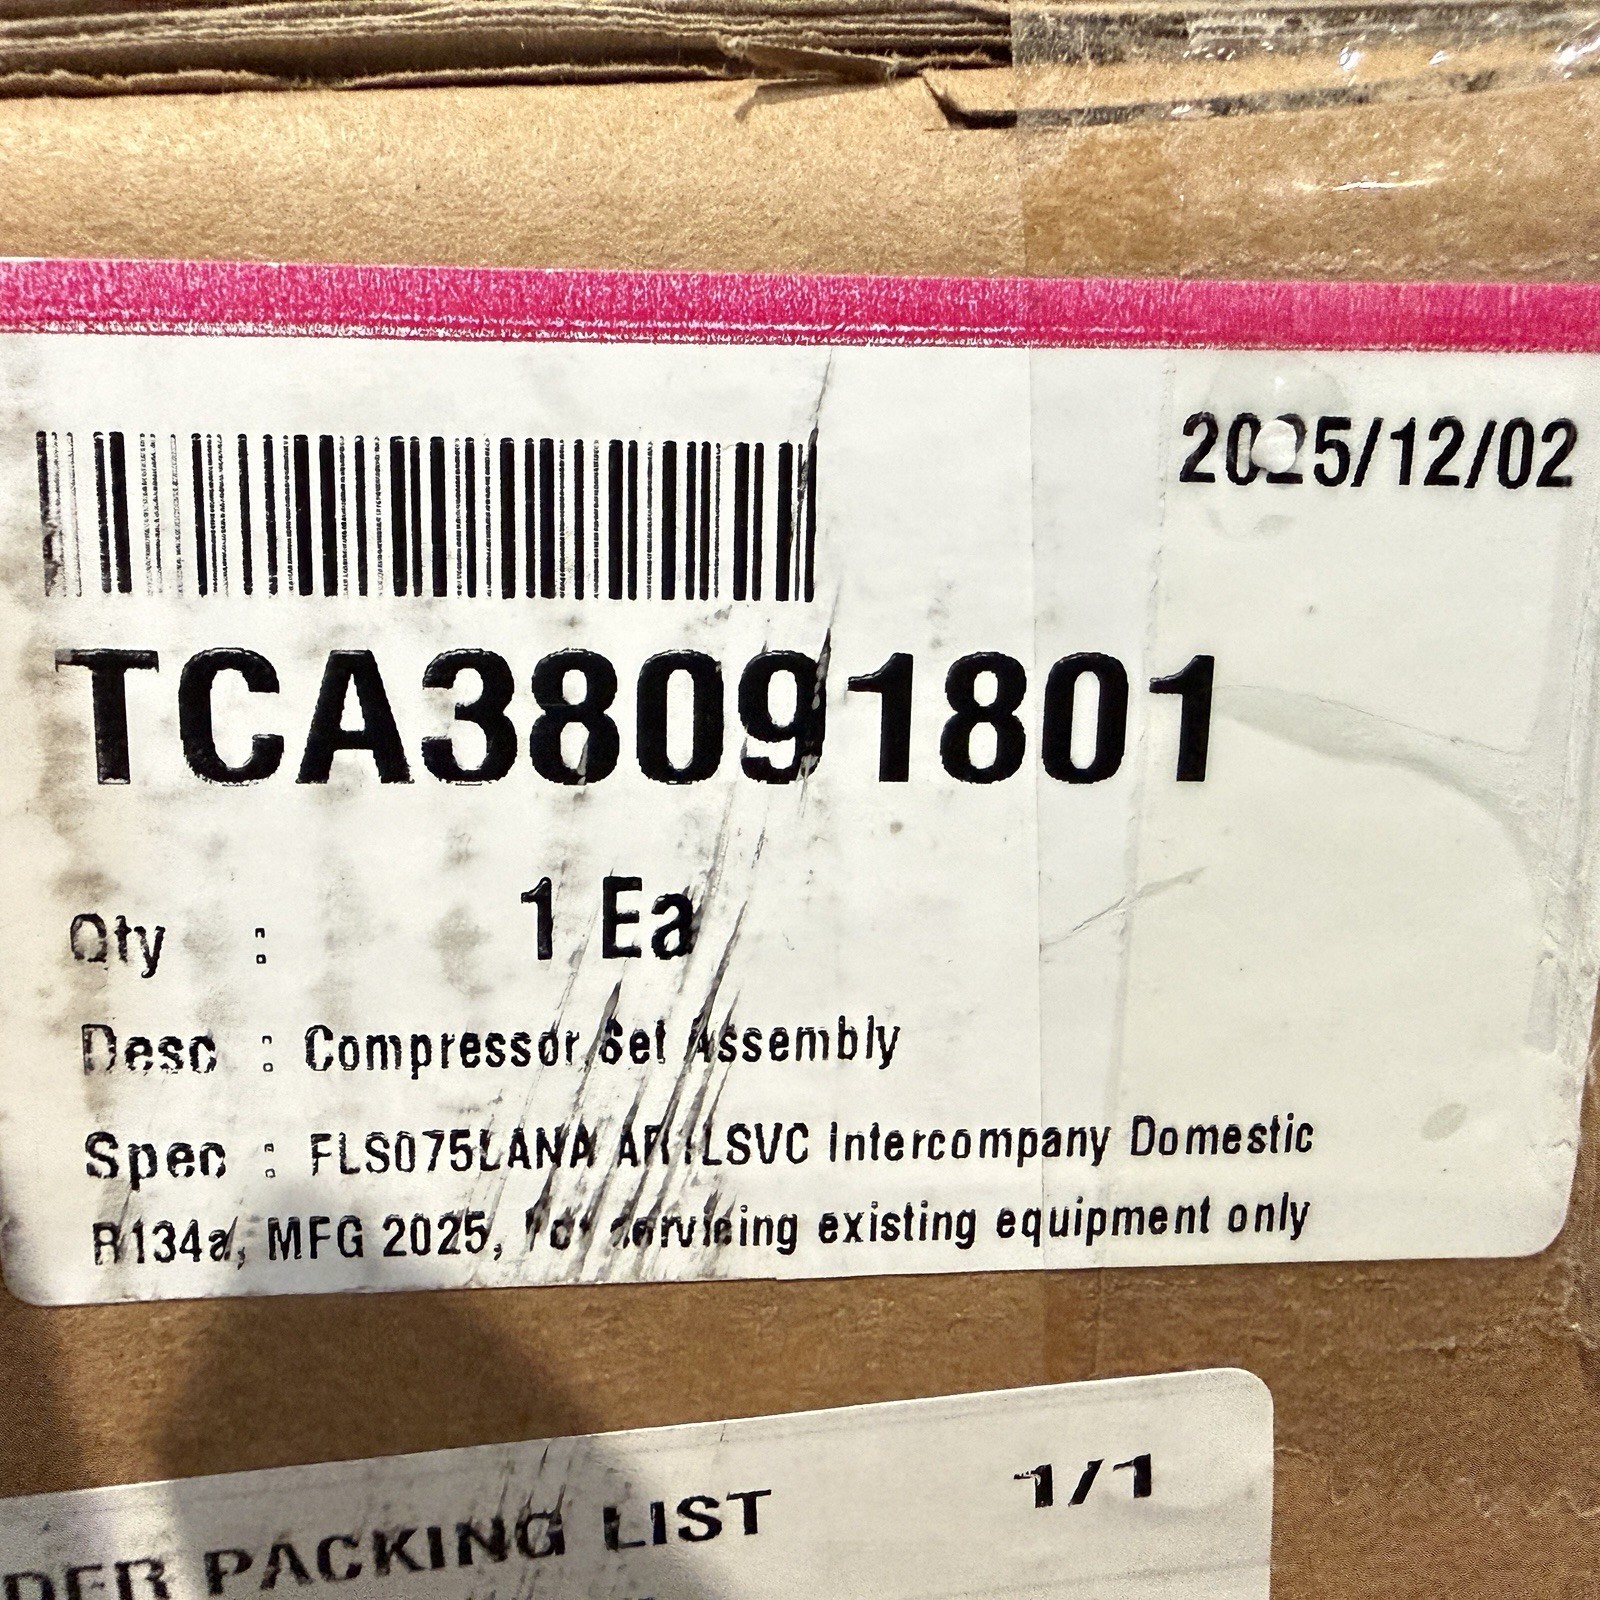 2025/12/02
TCA38091801
Qty : 1 Ea
Desc : Compressor Set Assembly
Spec : FLS075LANA LSVC Intercompany Domestic
R134a, MFG 2025, for servicing existing equipment only
PACKING LIST 1/1